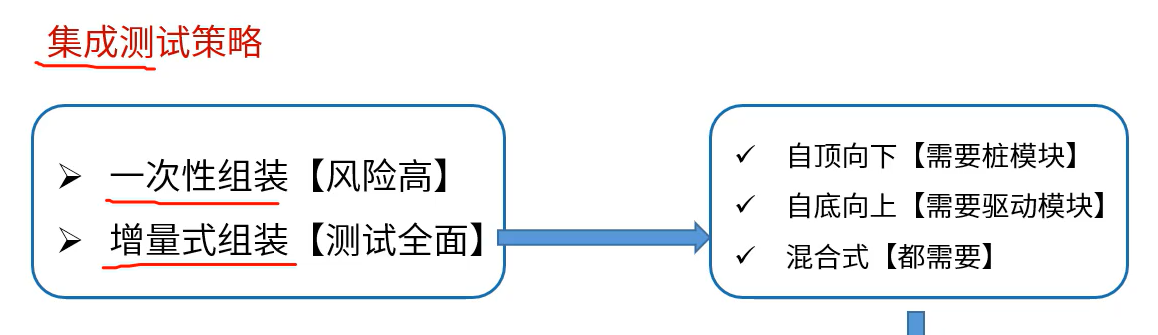 集成测试策略
➢ 一次性组装【风险高】
➢ 增量式组装【测试全面】
✓ 自顶向下【需要桩模块】
✓ 自底向上【需要驱动模块】
✓ 混合式【都需要】